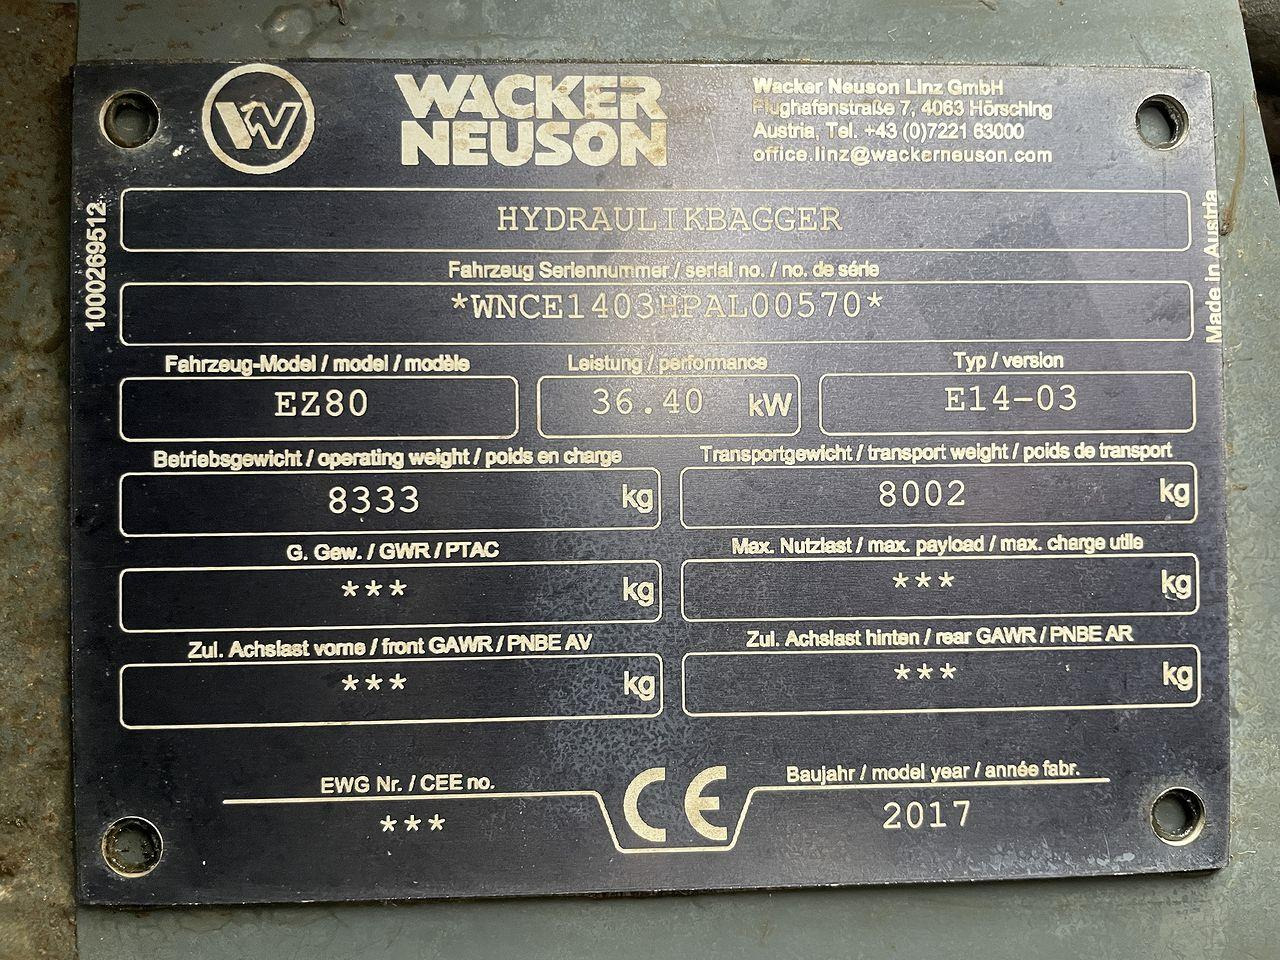 WACKER
NEUSON
Wacker Neuson Linz GmbH
Flughafenstraße 7, 4063 Hörsching
Austria, Tel. +43 (0)7221 63000
office.linz@wackerneuson.com
1000269512
Made in Austria
HYDRAULIKBAGGER
Fahrzeug Seriennummer / serial no. / no. de série
*WNCE1403HPAL00570*
Fahrzeug-Model / model / modèle
EZ80
Leistung / performance
36.40 kW
Typ / version
E14-03
Betriebsgewicht / operating weight / poids en charge
8333 kg
Transportgewicht / transport weight / poids de transport
8002 kg
G. Gew. / GWR / PTAC
*** kg
Max. Nutzlast / max. payload / max. charge utile
*** kg
Zul. Achslast vorne / front GAWR / PNBE AV
*** kg
Zul. Achslast hinten / rear GAWR / PNBE AR
*** kg
EWG Nr. / CEE no.
***
CE
Baujahr / model year / année fabr.
2017